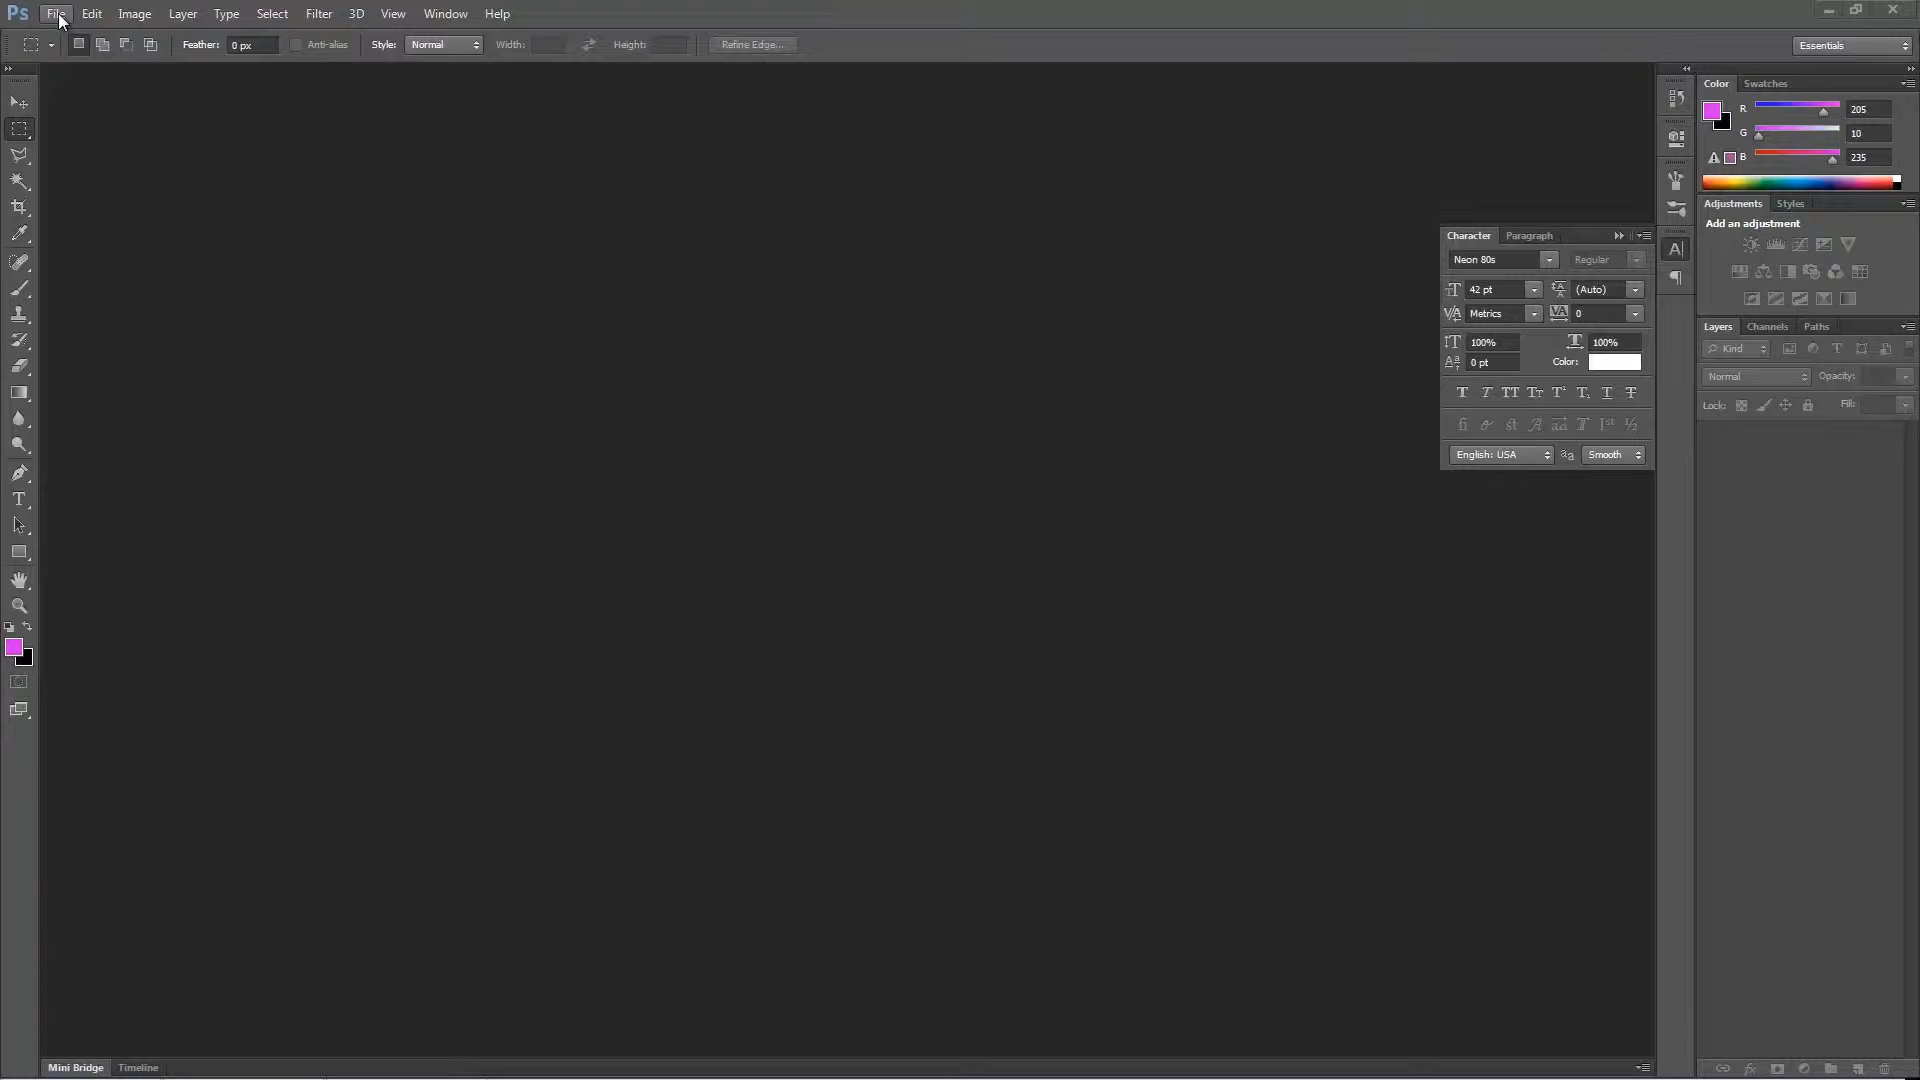 Ps File Edit Image Layer Type Select Filter 3D View Window Help
Feather: 0 px Anti-alias Style: Normal Width: Height: Refine Edge... Essentials
Color Swatches
R 205
G 10
B 235
Adjustments Styles
Add an adjustment
Character Paragraph
Neon 80s Regular
42 pt (Auto)
Metrics 0
100% 100%
0 pt Color:
English: USA Smooth
Layers Channels Paths
Kind
Normal Opacity:
Lock: Fill:
Mini Bridge Timeline